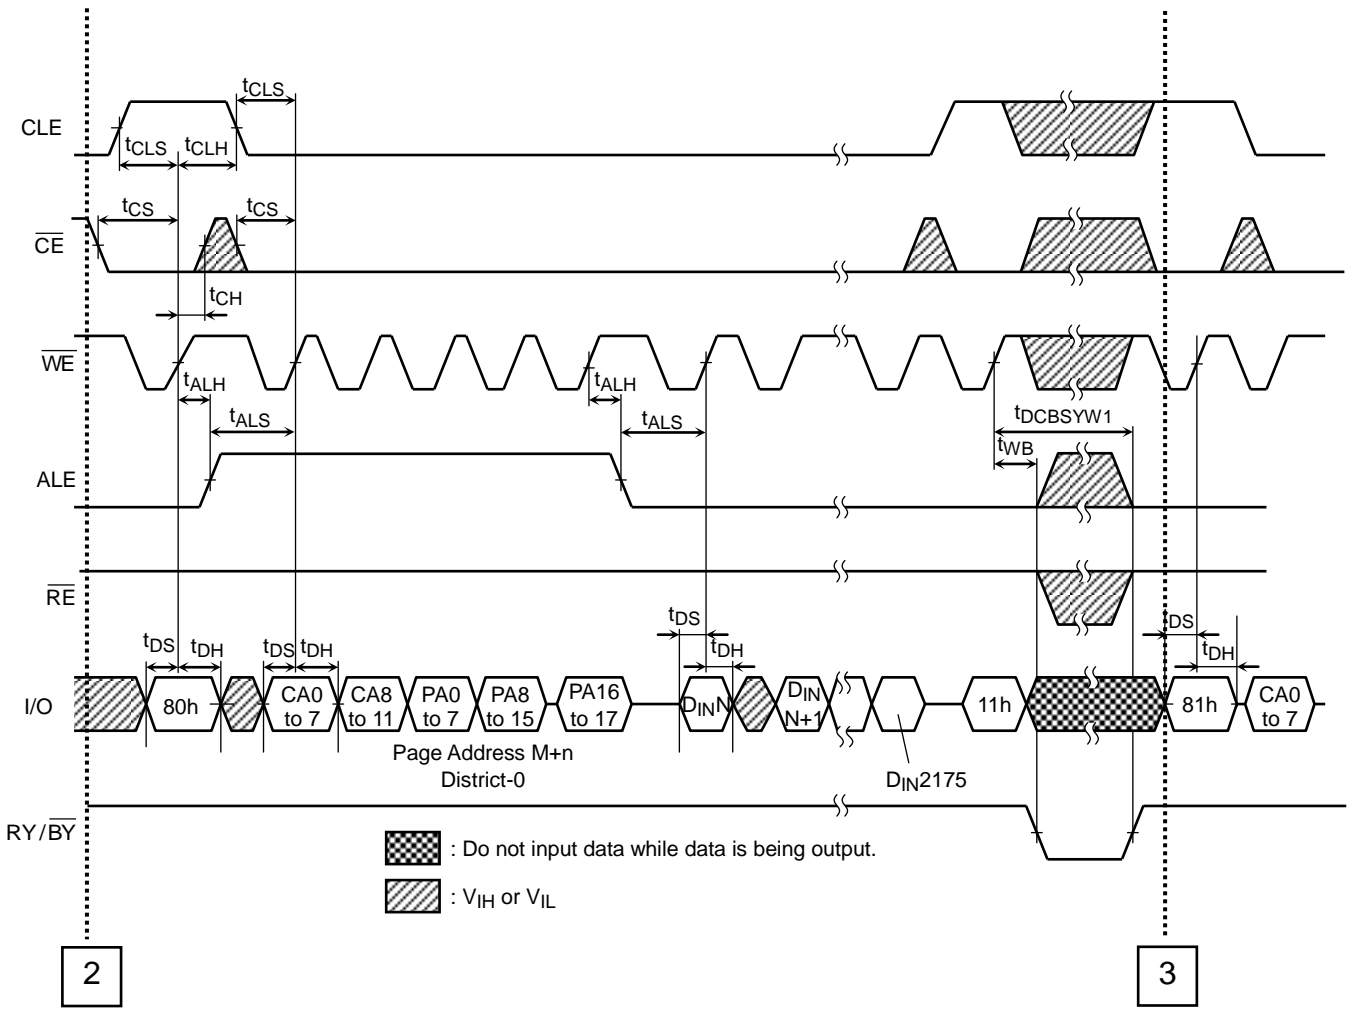 tCLS
CLE
tCLS tCLH
tCS tCS
CE
tCH
WE
tALH tALH
tALS tALS tDCBSYW1
tWB
ALE
RE
tDS tDH tDS tDH tDS tDH DS tDH
I/O 80h CA0 to 7 CA8 to 11 PA0 to 7 PA8 to 15 PA16 to 17 DINN DIN N+1 11h 81h CA0 to 7
Page Address M+n
District-0
DIN2175
RY/BY
: Do not input data while data is being output.
: VIH or VIL
2 3